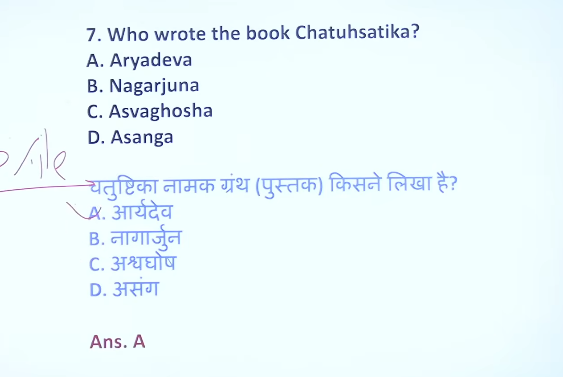 7. Who wrote the book Chatuhsatika?
A. Aryadeva
B. Nagarjuna
C. Asvaghosha
D. Asanga
यतुष्टिका नामक ग्रंथ (पुस्तक) किसने लिखा है?
A. आर्यदेव
B. नागार्जुन
C. अश्वघोष
D. असंग
Ans. A